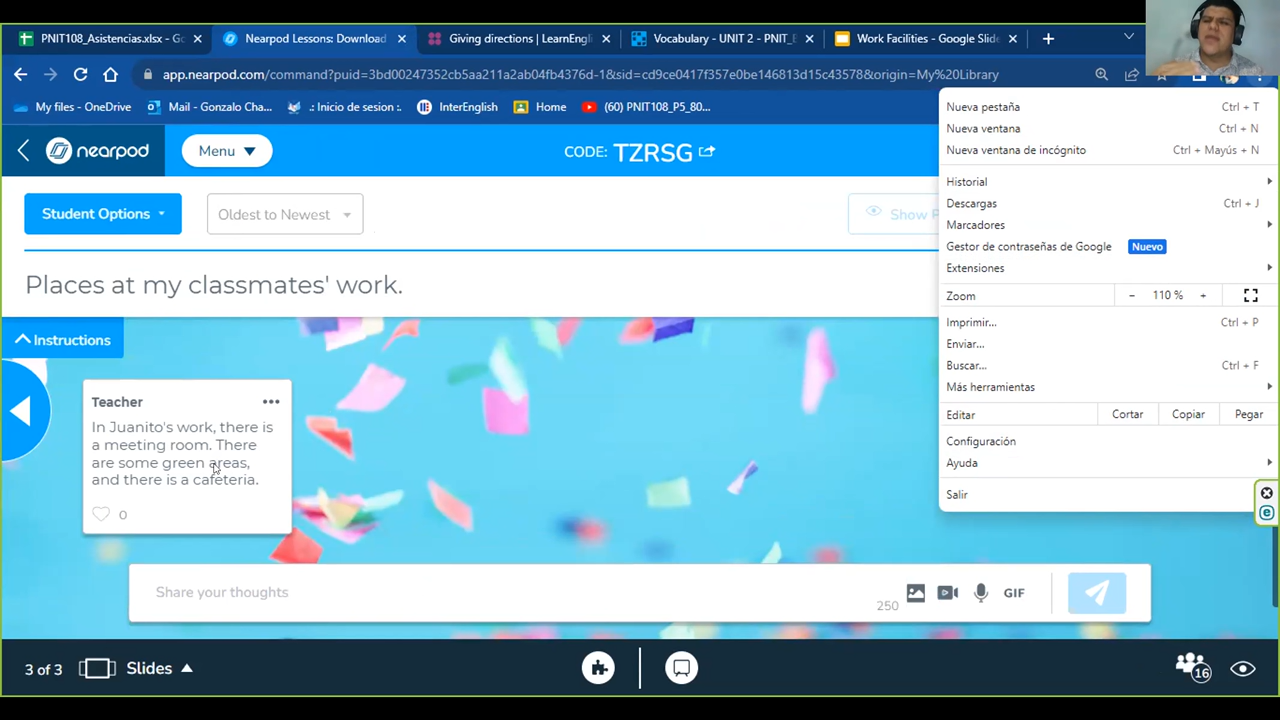 PNIT108_Asistencias.xlsx - Go
Nearpod Lessons: Download
Giving directions | LearnEngli
Vocabulary - UNIT 2 - PNIT_
Work Facilities - Google Slide
app.nearpod.com/command?puid=3bd00247352cb5aa211a2ab04fb4376d-1&sid=cd9ce0417f357e0be146813d15c43578&origin=My%20Library
My files - OneDrive
Mail - Gonzalo Cha...
.: Inicio de sesion :.
InterEnglish
Home
(60) PNIT108_P5_80...
nearpod
Menu
CODE: TZRSG
Student Options
Oldest to Newest
Show P
Places at my classmates' work.
Instructions
Teacher
In Juanito's work, there is
a meeting room. There
are some green areas,
and there is a cafeteria.
0
Share your thoughts
250
GIF
3 of 3
Slides
16
Nueva pestaña Ctrl + T
Nueva ventana Ctrl + N
Nueva ventana de incógnito Ctrl + Mayús + N
Historial
Descargas Ctrl + J
Marcadores
Gestor de contraseñas de Google Nuevo
Extensiones
Zoom - 110 % +
Imprimir... Ctrl + P
Enviar...
Buscar... Ctrl + F
Más herramientas
Editar Cortar Copiar Pegar
Configuración
Ayuda
Salir